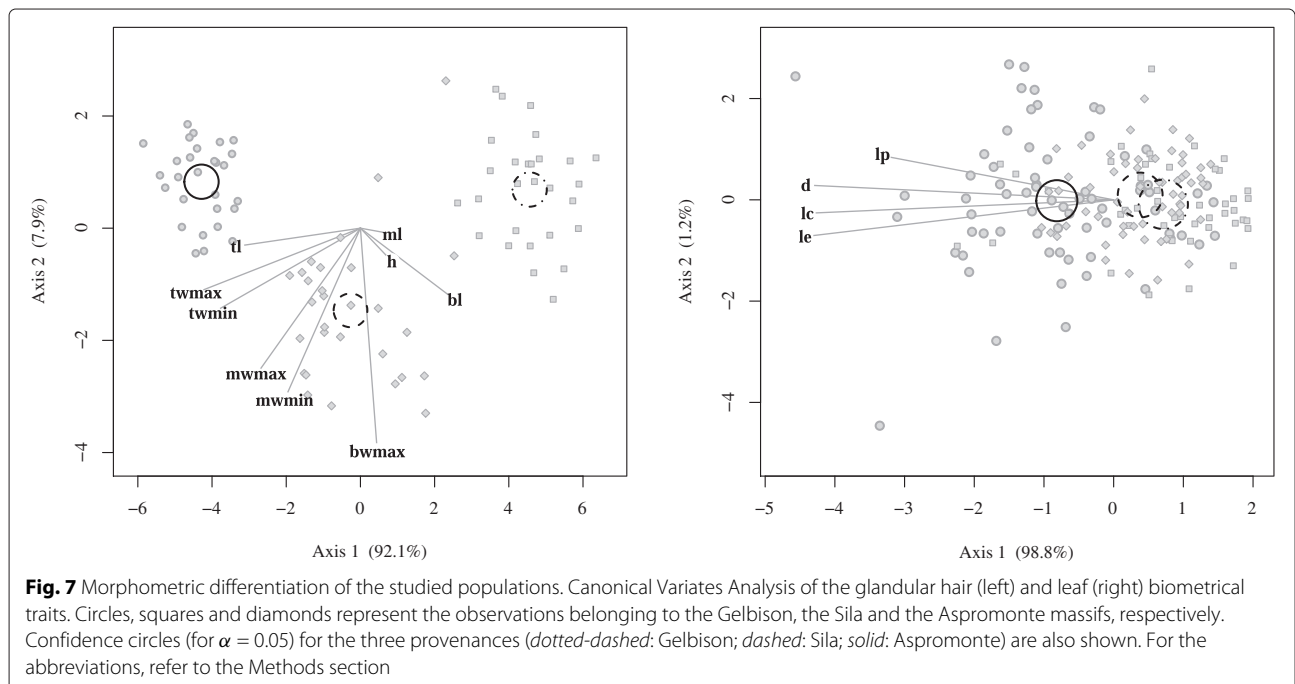 2
0
−2
−4
Axis 2 (7.9%)
tl
twmax
twmin
mwmax
mwmin
bwmax
ml
h
bl
−6 −4 −2 0 2 4 6
Axis 1 (92.1%)
2
0
−2
−4
Axis 2 (1.2%)
lp
d
lc
le
−5 −4 −3 −2 −1 0 1 2
Axis 1 (98.8%)
Fig. 7 Morphometric differentiation of the studied populations. Canonical Variates Analysis of the glandular hair (left) and leaf (right) biometrical
traits. Circles, squares and diamonds represent the observations belonging to the Gelbison, the Sila and the Aspromonte massifs, respectively.
Confidence circles (for α = 0.05) for the three provenances (dotted-dashed: Gelbison; dashed: Sila; solid: Aspromonte) are also shown. For the
abbreviations, refer to the Methods section